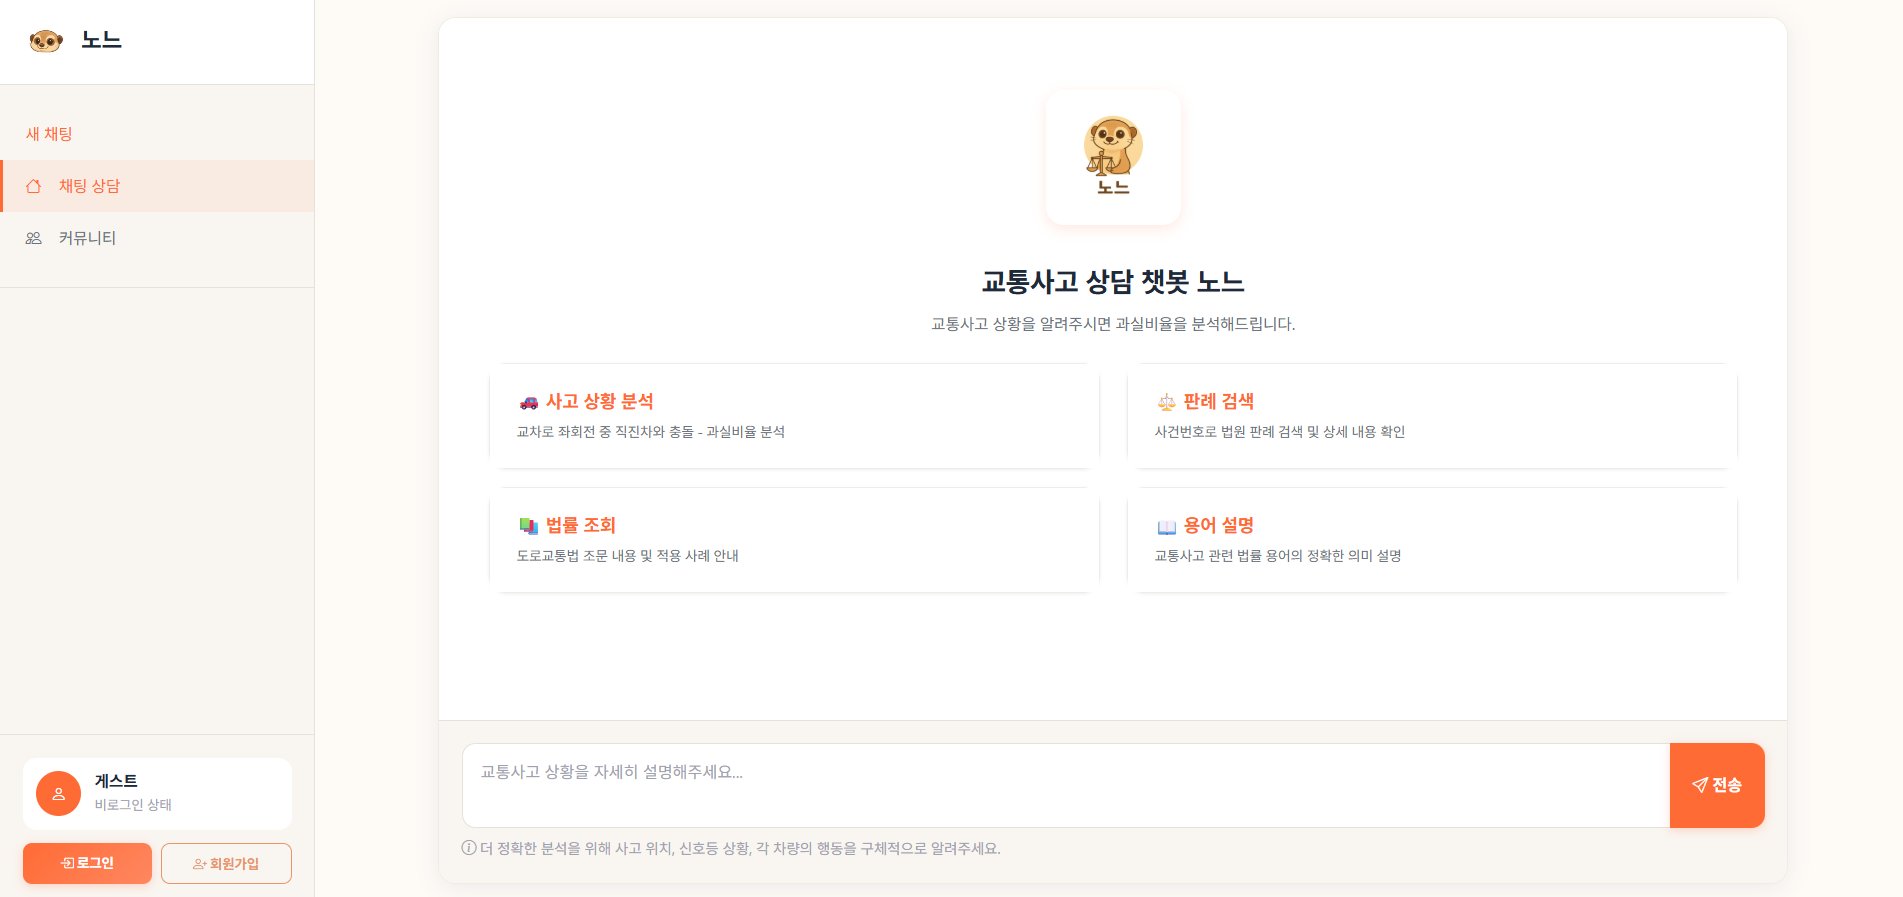 노느
새 채팅
채팅 상담
커뮤니티
게스트
비로그인 상태
로그인
회원가입
노느
교통사고 상담 챗봇 노느
교통사고 상황을 알려주시면 과실비율을 분석해드립니다.
사고 상황 분석
교차로 좌회전 중 직진차와 충돌 - 과실비율 분석
판례 검색
사건번호로 법원 판례 검색 및 상세 내용 확인
법률 조회
도로교통법 조문 내용 및 적용 사례 안내
용어 설명
교통사고 관련 법률 용어의 정확한 의미 설명
교통사고 상황을 자세히 설명해주세요...
전송
더 정확한 분석을 위해 사고 위치, 신호등 상황, 각 차량의 행동을 구체적으로 알려주세요.